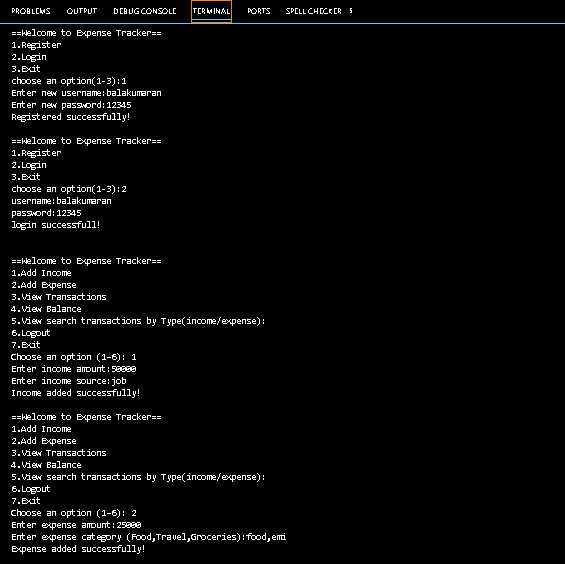 PROBLEMS OUTPUT DEBUG CONSOLE TERMINAL PORTS SPELL CHECKER 5
==Welcome to Expense Tracker==
1.Register
2.Login
3.Exit
choose an option(1-3):1
Enter new username:balakumaran
Enter new password:12345
Registered successfully!
==Welcome to Expense Tracker==
1.Register
2.Login
3.Exit
choose an option(1-3):2
username:balakumaran
password:12345
login successfull!
==Welcome to Expense Tracker==
1.Add Income
2.Add Expense
3.View Transactions
4.View Balance
5.View search transactions by Type(income/expense):
6.Logout
7.Exit
Choose an option (1-6): 1
Enter income amount:50000
Enter income source:job
Income added successfully!
==Welcome to Expense Tracker==
1.Add Income
2.Add Expense
3.View Transactions
4.View Balance
5.View search transactions by Type(income/expense):
6.Logout
7.Exit
Choose an option (1-6): 2
Enter expense amount:25000
Enter expense category (Food,Travel,Groceries):food,emi
Expense added successfully!